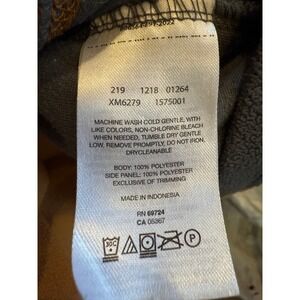 219 1218 01264
XM6279 1575001
MACHINE WASH COLD GENTLE, WITH
LIKE COLORS, NON-CHLORINE BLEACH
WHEN NEEDED, TUMBLE DRY GENTLE
LOW, REMOVE PROMPTLY, DO NOT IRON,
DRYCLEANABLE
BODY: 100% POLYESTER
SIDE PANEL: 100% POLYESTER
EXCLUSIVE OF TRIMMING
MADE IN INDONESIA
RN 69724
CA 05367
30C
P